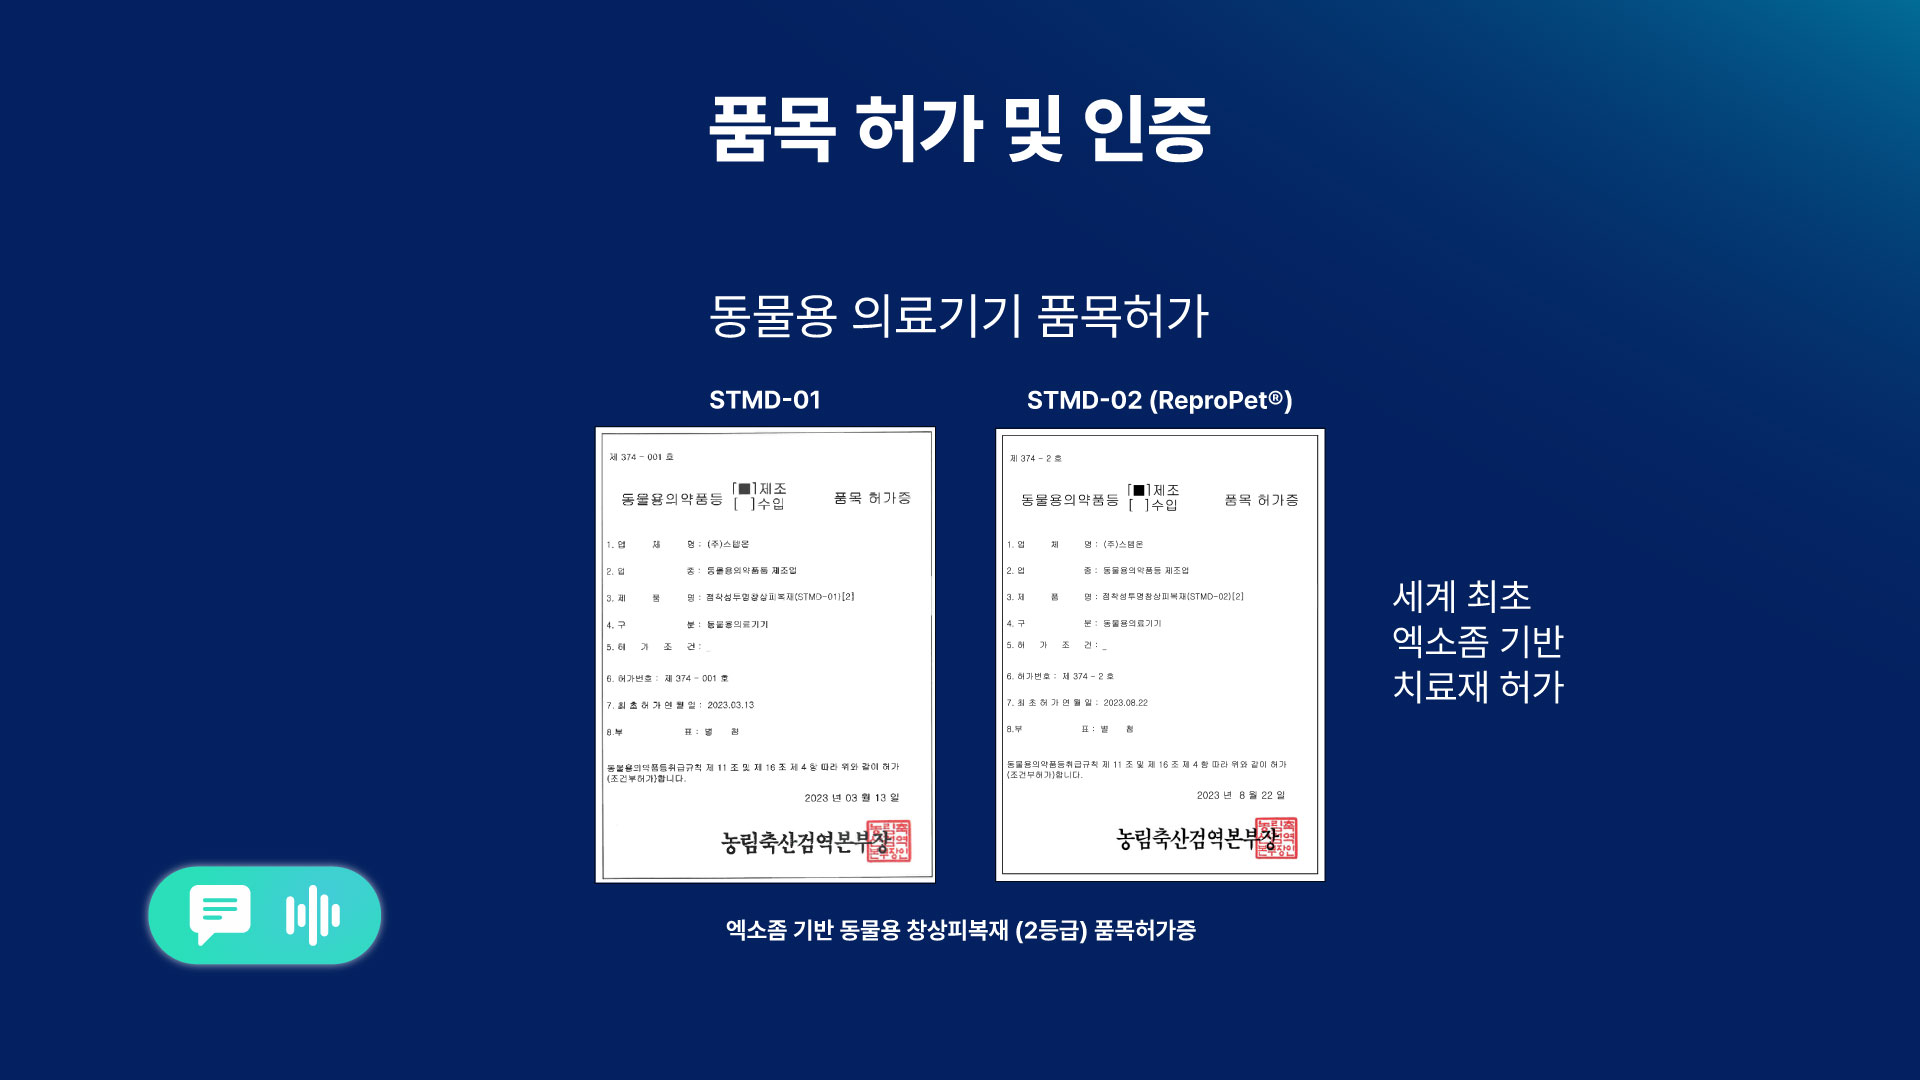 품목 허가 및 인증
동물용 의료기기 품목허가
STMD-01
제 374 - 001 호
동물용의약품등 [■]제조 [ ]수입 품목 허가증
1. 업 체 명 : (주)스템온
2. 업 종 : 동물용의약품등 제조업
3. 제 품 명 : 점착성투명창상피복재(STMD-01)[2]
4. 구 분 : 동물용의료기기
5. 허 가 조 건 : _
6. 허가번호 : 제 374 - 001 호
7. 최 초 허 가 연 월 일 : 2023.03.13
8.부 표 : 별 첨
동물용의약품등취급규칙 제 11 조 및 제 16 조 제 4 항 따라 위와 같이 허가
(조건부허가)합니다.
2023 년 03 월 13 일
농림축산검역본부장
STMD-02 (ReproPet®)
제 374 - 2 호
동물용의약품등 [■]제조 [ ]수입 품목 허가증
1. 업 체 명 : (주)스템온
2. 업 종 : 동물용의약품등 제조업
3. 제 품 명 : 점착성투명창상피복재(STMD-02)[2]
4. 구 분 : 동물용의료기기
5. 허 가 조 건 : _
6. 허가번호 : 제 374 - 2 호
7. 최 초 허 가 연 월 일 : 2023.08.22
8.부 표 : 별 첨
동물용의약품등취급규칙 제 11 조 및 제 16 조 제 4 항 따라 위와 같이 허가
(조건부허가)합니다.
2023 년 8 월 22 일
농림축산검역본부장
세계 최초
엑소좀 기반
치료재 허가
엑소좀 기반 동물용 창상피복재 (2등급) 품목허가증